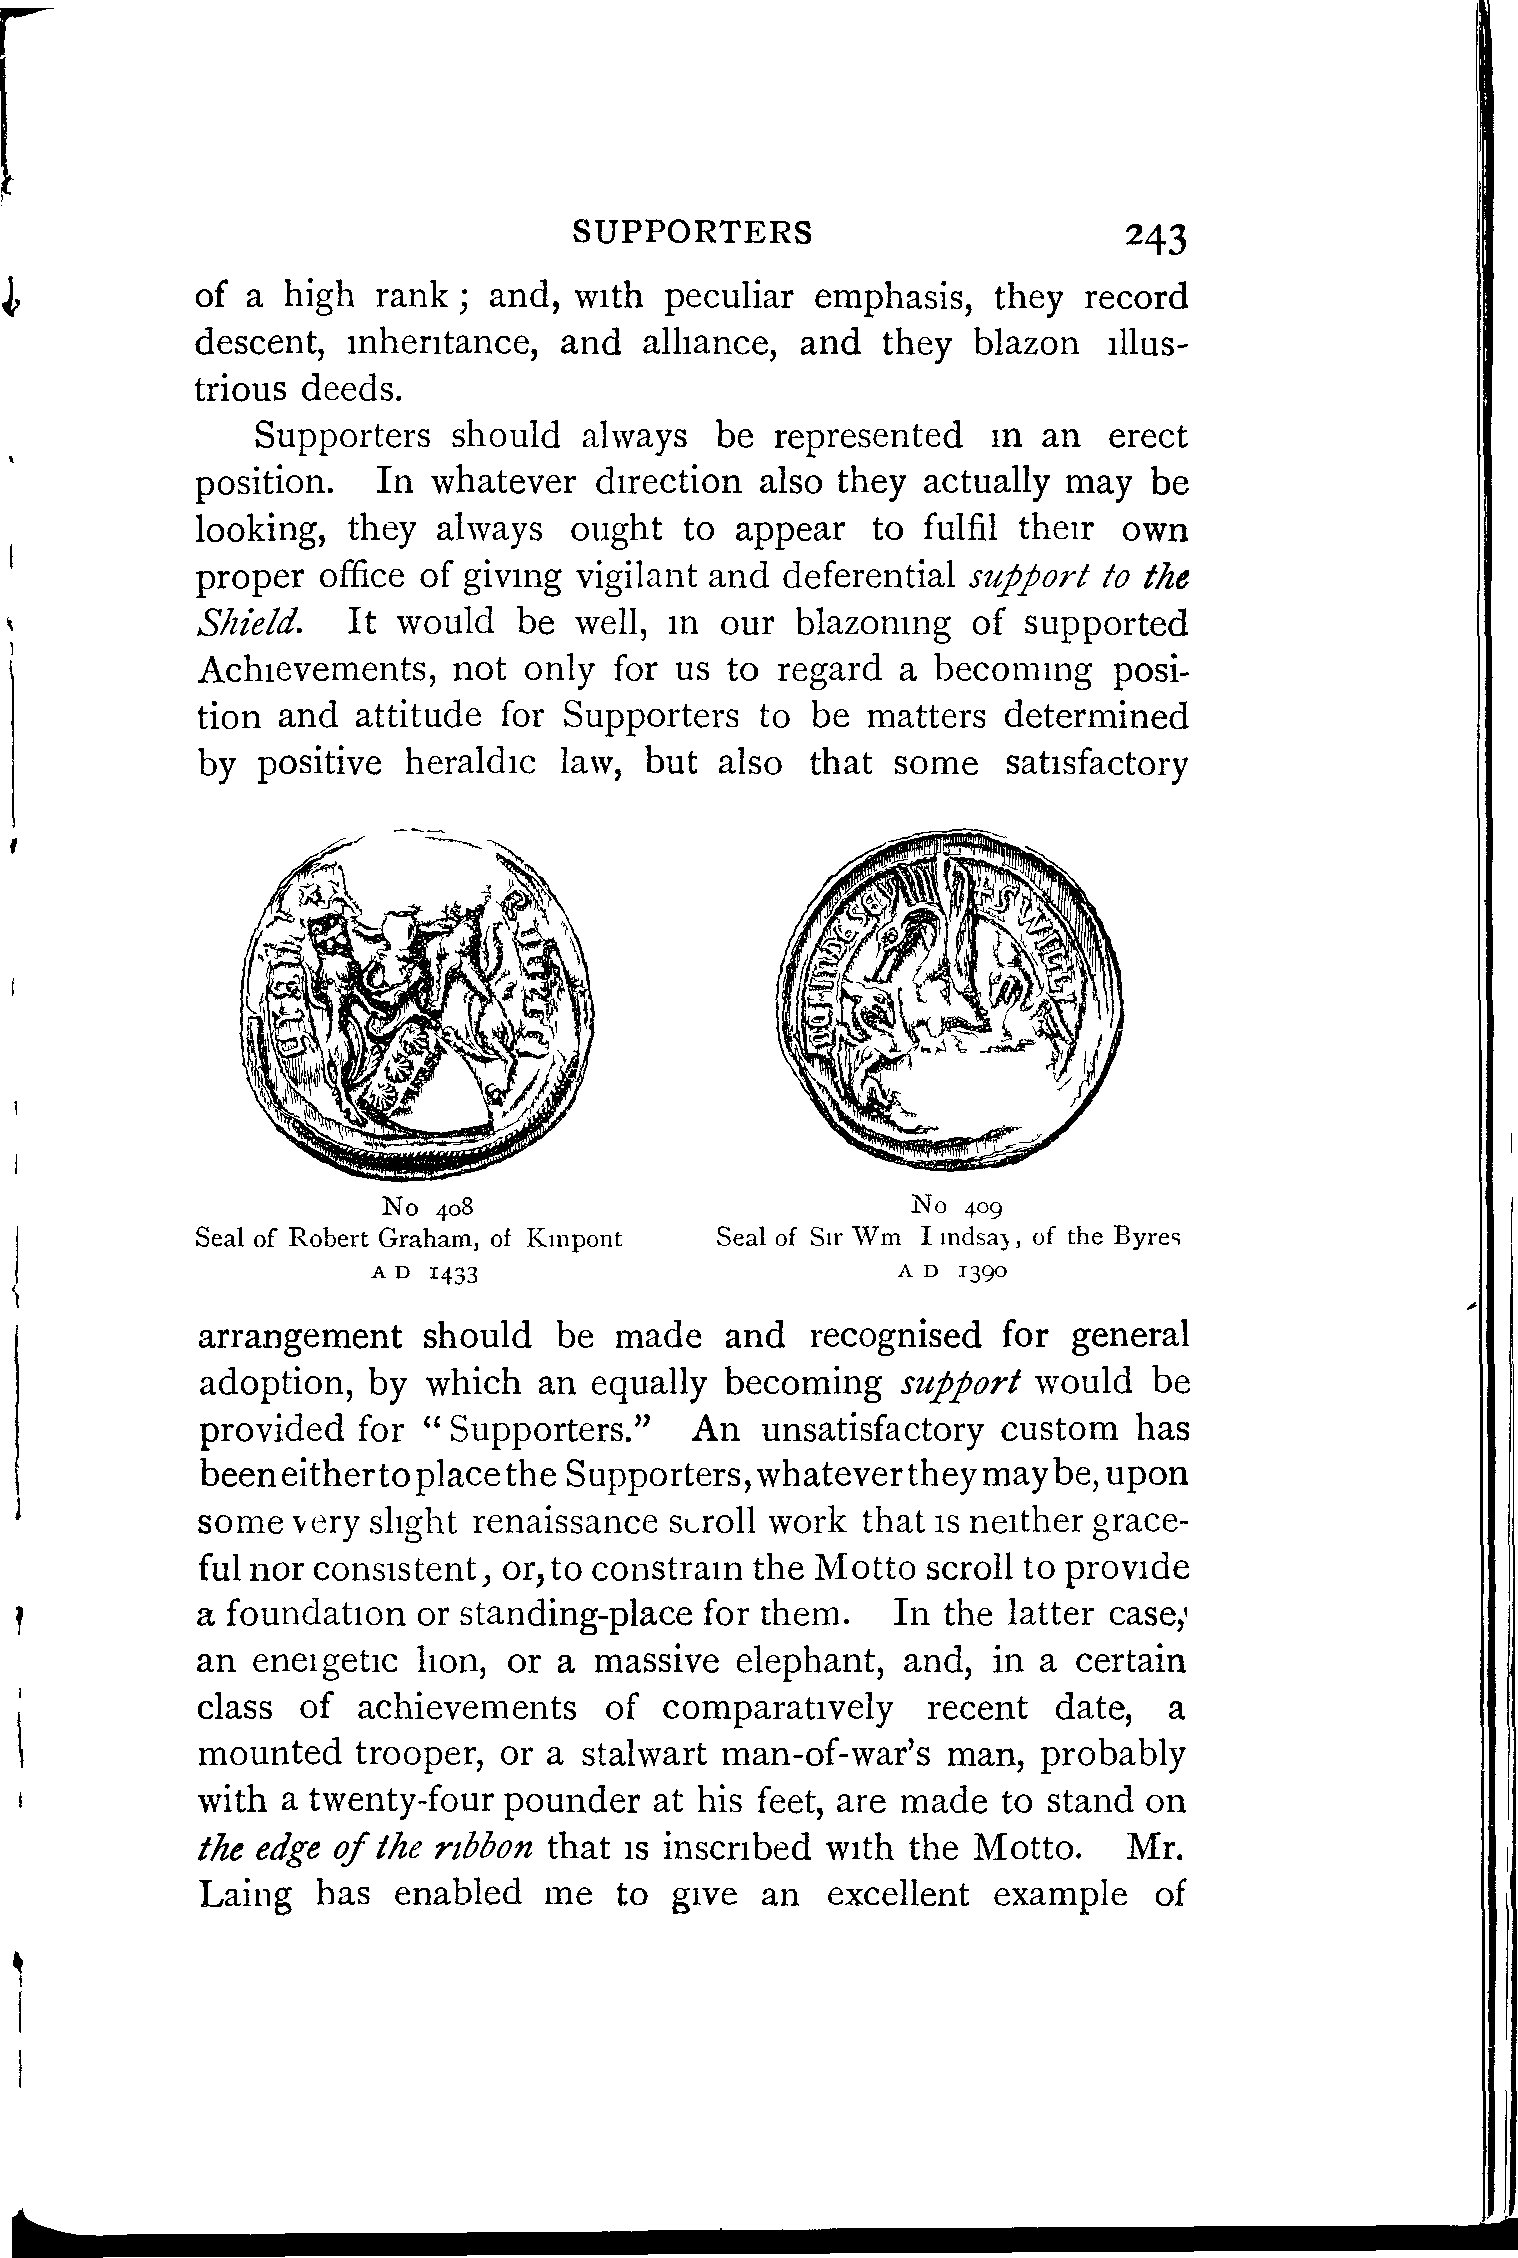 SUPPORTERS 243
of a high rank; and, with peculiar emphasis, they record
descent, inheritance, and alliance, and they blazon illus-
trious deeds.
Supporters should always be represented in an erect
position. In whatever direction also they actually may be
looking, they always ought to appear to fulfil their own
proper office of giving vigilant and deferential support to the
Shield. It would be well, in our blazoning of supported
Achievements, not only for us to regard a becoming posi-
tion and attitude for Supporters to be matters determined
by positive heraldic law, but also that some satisfactory
No 408
Seal of Robert Graham, of Kinpont
A D 1433
No 409
Seal of Sir Wm Lindsay, of the Byres
A D 1390
arrangement should be made and recognised for general
adoption, by which an equally becoming support would be
provided for "Supporters." An unsatisfactory custom has
been either to place the Supporters, whatever they may be, upon
some very slight renaissance scroll work that is neither grace-
ful nor consistent, or, to constrain the Motto scroll to provide
a foundation or standing-place for them. In the latter case,
an energetic lion, or a massive elephant, and, in a certain
class of achievements of comparatively recent date, a
mounted trooper, or a stalwart man-of-war's man, probably
with a twenty-four pounder at his feet, are made to stand on
the edge of the ribbon that is inscribed with the Motto. Mr.
Laing has enabled me to give an excellent example of